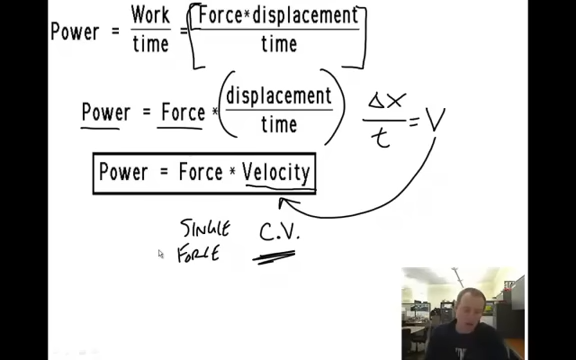 Power = Work/time = [Force*displacement/time]
Power = Force * (displacement/time) Δx/t = V
Power = Force * Velocity
SINGLE FORCE C.V.